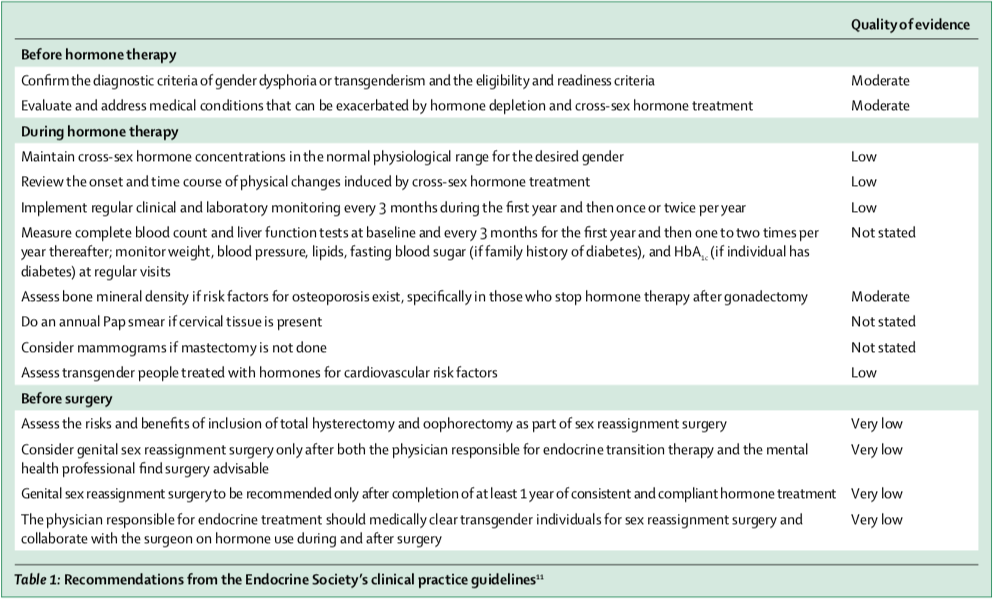 Quality of evidence
Before hormone therapy
Confirm the diagnostic criteria of gender dysphoria or transgenderism and the eligibility and readiness criteria Moderate
Evaluate and address medical conditions that can be exacerbated by hormone depletion and cross-sex hormone treatment Moderate
During hormone therapy
Maintain cross-sex hormone concentrations in the normal physiological range for the desired gender Low
Review the onset and time course of physical changes induced by cross-sex hormone treatment Low
Implement regular clinical and laboratory monitoring every 3 months during the first year and then once or twice per year Low
Measure complete blood count and liver function tests at baseline and every 3 months for the first year and then one to two times per Not stated
year thereafter; monitor weight, blood pressure, lipids, fasting blood sugar (if family history of diabetes), and HbA1c (if individual has
diabetes) at regular visits
Assess bone mineral density if risk factors for osteoporosis exist, specifically in those who stop hormone therapy after gonadectomy Moderate
Do an annual Pap smear if cervical tissue is present Not stated
Consider mammograms if mastectomy is not done Not stated
Assess transgender people treated with hormones for cardiovascular risk factors Low
Before surgery
Assess the risks and benefits of inclusion of total hysterectomy and oophorectomy as part of sex reassignment surgery Very low
Consider genital sex reassignment surgery only after both the physician responsible for endocrine transition therapy and the mental Very low
health professional find surgery advisable
Genital sex reassignment surgery to be recommended only after completion of at least 1 year of consistent and compliant hormone treatment Very low
The physician responsible for endocrine treatment should medically clear transgender individuals for sex reassignment surgery and Very low
collaborate with the surgeon on hormone use during and after surgery
Table 1: Recommendations from the Endocrine Society's clinical practice guidelines¹¹